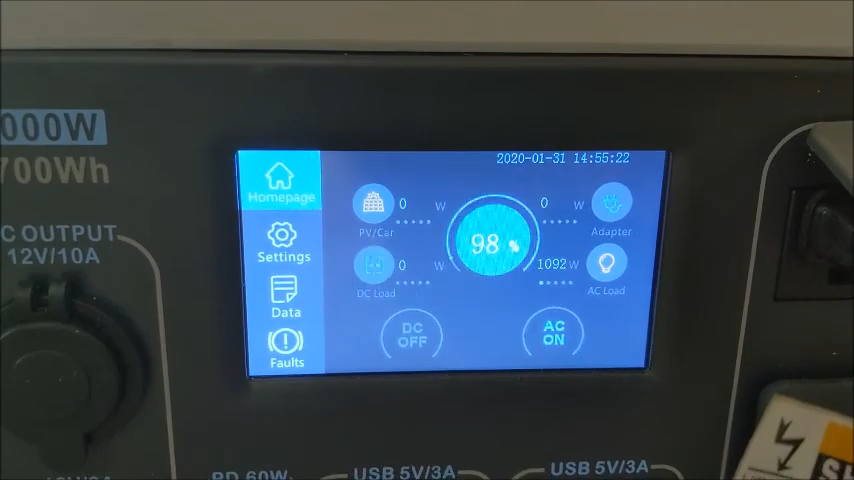 000W
700Wh
C OUTPUT
12V/10A
2020-01-31 14:55:22
Homepage
Settings
Data
Faults
0 W
PV/Car
0 W
Adapter
98 %
0 W
DC Load
1092 W
AC Load
DC
OFF
AC
ON
PD 60W
USB 5V/3A
USB 5V/3A